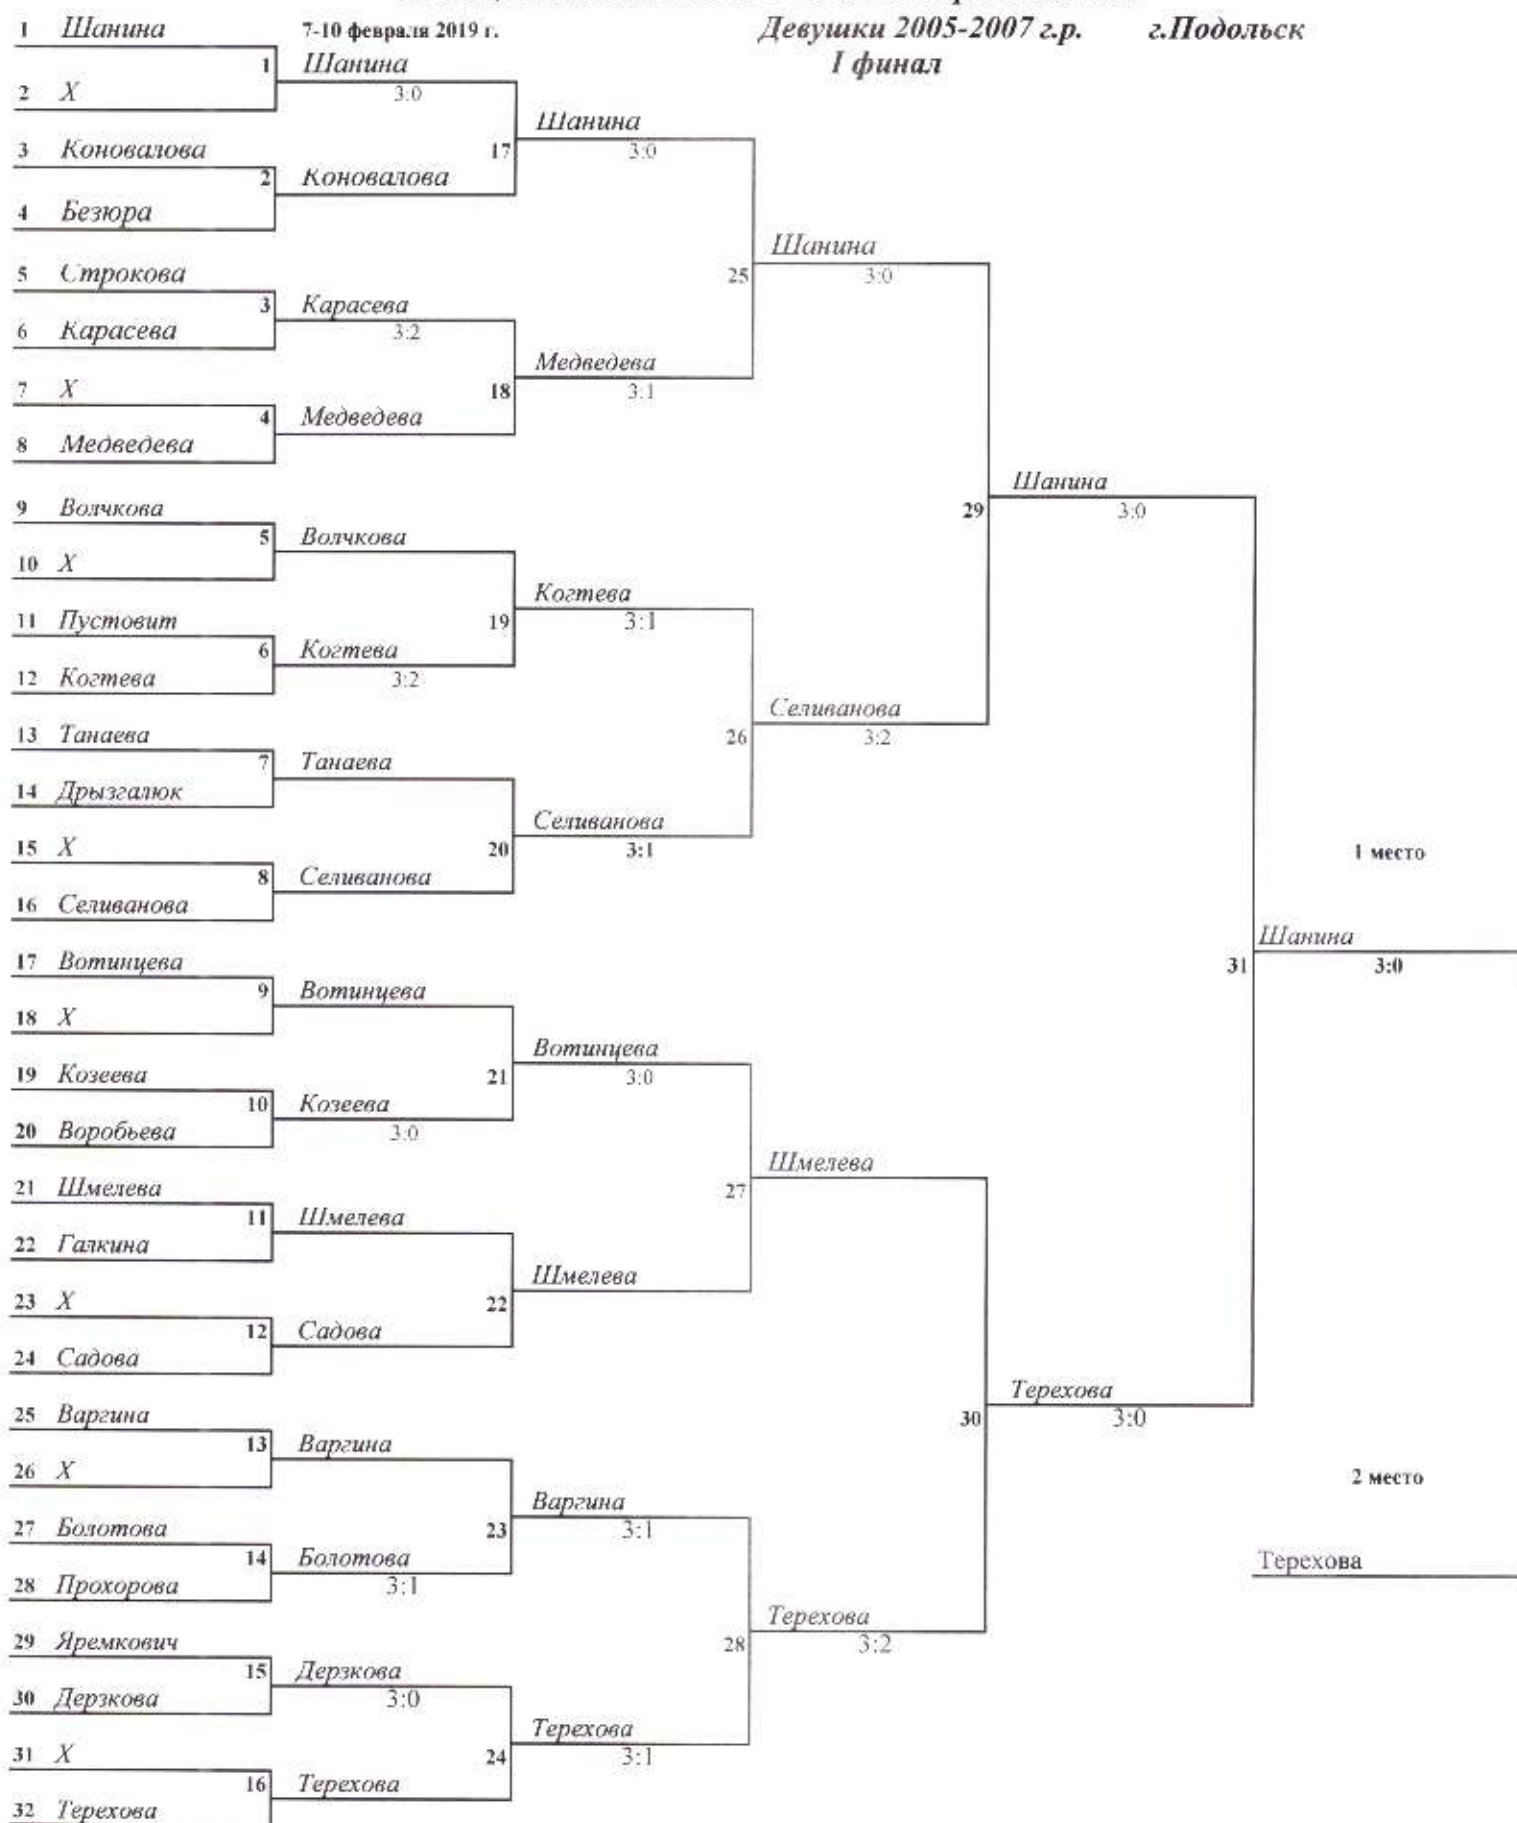 7-10 февраля 2019 г.
Девушки 2005-2007 г.р. г.Подольск
I финал
1 Шанина
1 Шанина
3:0
2 X
17 Шанина
3:0
3 Коновалова
2 Коновалова
4 Безюра
25 Шанина
3:0
5 Строкова
3 Карасева
3:2
6 Карасева
18 Медведева
3:1
7 X
4 Медведева
8 Медведева
29 Шанина
3:0
9 Волчкова
5 Волчкова
10 X
19 Когтева
3:1
11 Пустовит
6 Когтева
3:2
12 Когтева
26 Селиванова
3:2
13 Танаева
7 Танаева
14 Дрызгалюк
20 Селиванова
3:1
15 X
8 Селиванова
16 Селиванова
1 место
31 Шанина
3:0
17 Вотинцева
9 Вотинцева
18 X
21 Вотинцева
3:0
19 Козеева
10 Козеева
3:0
20 Воробьева
27 Шмелева
21 Шмелева
11 Шмелева
22 Галкина
22 Шмелева
23 X
12 Садова
24 Садова
30 Терехова
3:0
25 Варгина
13 Варгина
26 X
2 место
23 Варгина
3:1
27 Болотова
14 Болотова
3:1
28 Прохорова
Терехова
28 Терехова
3:2
29 Яремкович
15 Дерзкова
3:0
30 Дерзкова
24 Терехова
3:1
31 X
16 Терехова
32 Терехова